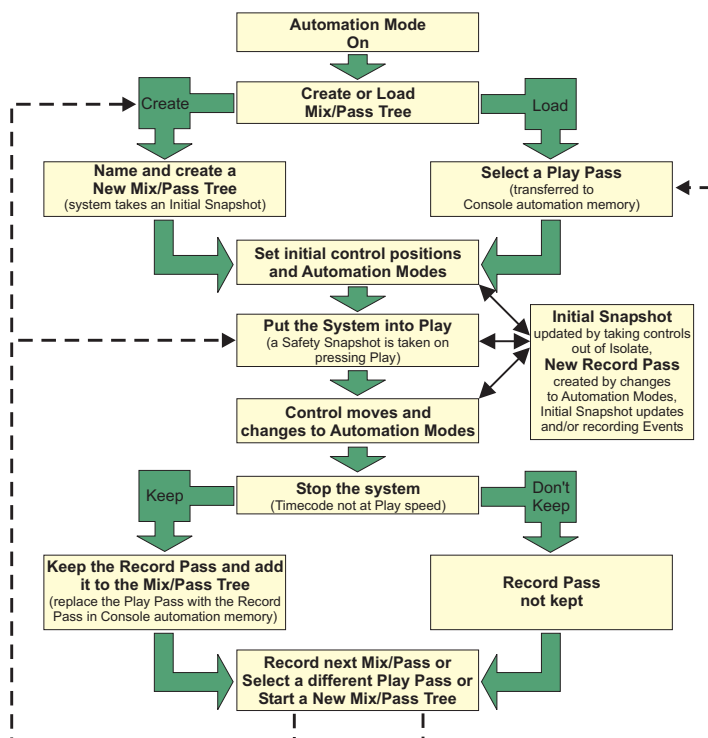 Automation Mode
On
Create or Load
Mix/Pass Tree
Create
Load
Name and create a
New Mix/Pass Tree
(system takes an Initial Snapshot)
Select a Play Pass
(transferred to
Console automation memory)
Set initial control positions
and Automation Modes
Put the System into Play
(a Safety Snapshot is taken on
pressing Play)
Initial Snapshot
updated by taking controls
out of Isolate,
New Record Pass
created by changes
to Automation Modes,
Initial Snapshot updates
and/or recording Events
Control moves and
changes to Automation Modes
Stop the system
(Timecode not at Play speed)
Keep
Don't
Keep
Keep the Record Pass and add
it to the Mix/Pass Tree
(replace the Play Pass with the Record
Pass in Console automation memory)
Record Pass
not kept
Record next Mix/Pass or
Select a different Play Pass or
Start a New Mix/Pass Tree